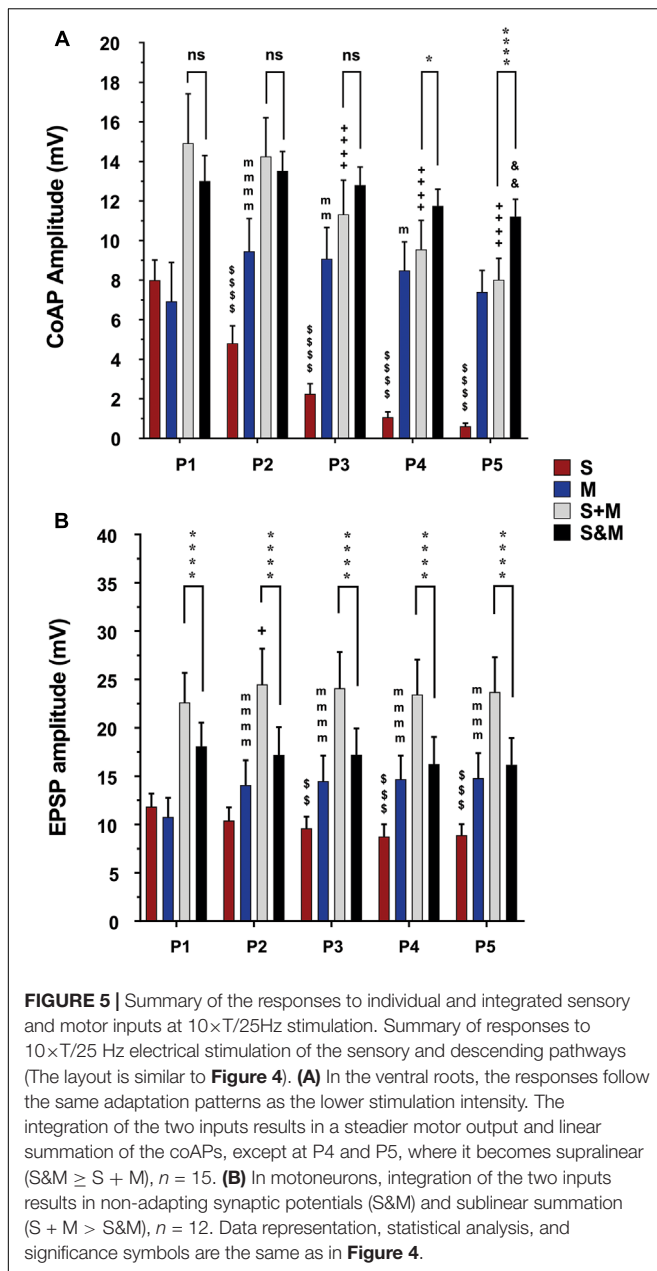 A
ns
ns
ns
*
* * * *
CoAP Amplitude (mV)
20
18
16
14
12
10
8
6
4
2
0
m m m m
$ $ $ $
m m
+ + + +
$ $ $ $
m
+ + + +
$ $ $ $
+ + + +
& &
$ $ $ $
P1 P2 P3 P4 P5
S
M
S+M
S&M
B
* * * *
* * * *
* * * *
* * * *
* * * *
EPSP amplitude (mV)
40
35
30
25
20
15
10
5
0
m m m m
+
$ $
m m m m
$ $ $
m m m m
$ $ $
m m m m
P1 P2 P3 P4 P5
FIGURE 5 | Summary of the responses to individual and integrated sensory
and motor inputs at 10×T/25Hz stimulation. Summary of responses to
10×T/25 Hz electrical stimulation of the sensory and descending pathways
(The layout is similar to Figure 4). (A) In the ventral roots, the responses follow
the same adaptation patterns as the lower stimulation intensity. The
integration of the two inputs results in a steadier motor output and linear
summation of the coAPs, except at P4 and P5, where it becomes supralinear
(S&M ≥ S + M), n = 15. (B) In motoneurons, integration of the two inputs
results in non-adapting synaptic potentials (S&M) and sublinear summation
(S + M > S&M), n = 12. Data representation, statistical analysis, and
significance symbols are the same as in Figure 4.